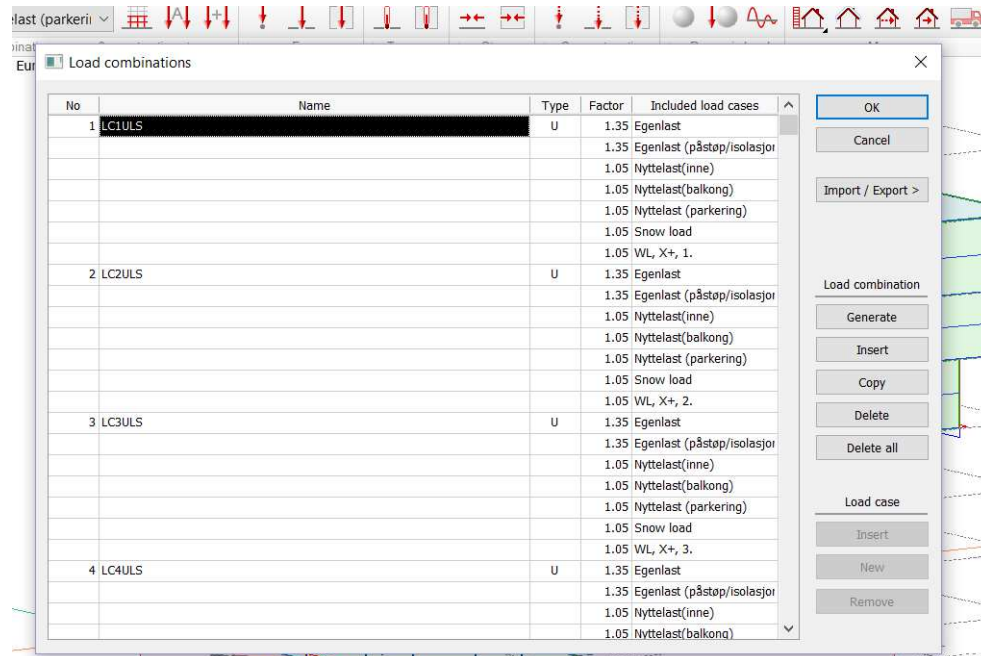 Load combinations
No Name Type Factor Included load cases
1 LC1ULS U 1.35 Egenlast
1.35 Egenlast (påstøp/isolasjor
1.05 Nyttelast(inne)
1.05 Nyttelast(balkong)
1.05 Nyttelast (parkering)
1.05 Snow load
1.05 WL, X+, 1.
2 LC2ULS U 1.35 Egenlast
1.35 Egenlast (påstøp/isolasjor
1.05 Nyttelast(inne)
1.05 Nyttelast(balkong)
1.05 Nyttelast (parkering)
1.05 Snow load
1.05 WL, X+, 2.
3 LC3ULS U 1.35 Egenlast
1.35 Egenlast (påstøp/isolasjor
1.05 Nyttelast(inne)
1.05 Nyttelast(balkong)
1.05 Nyttelast (parkering)
1.05 Snow load
1.05 WL, X+, 3.
4 LC4ULS U 1.35 Egenlast
1.35 Egenlast (påstøp/isolasjor
1.05 Nyttelast(inne)
1.05 Nyttelast(balkong)
OK
Cancel
Import / Export >
Load combination
Generate
Insert
Copy
Delete
Delete all
Load case
Insert
New
Remove